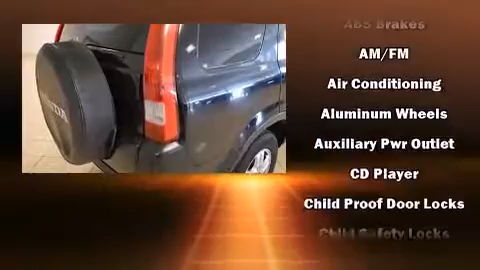 ABS Brakes
AM/FM
Air Conditioning
Aluminum Wheels
Auxiliary Pwr Outlet
CD Player
Child Proof Door Locks
Child Safety Locks
HONDA